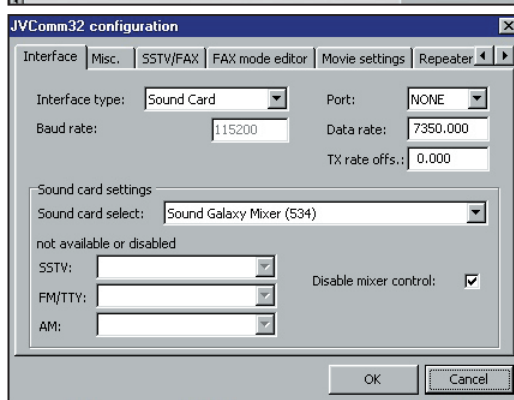 JVComm32 configuration
Interface Misc. SSTV/FAX FAX mode editor Movie settings Repeater
Interface type: Sound Card Port: NONE
Baud rate: 115200 Data rate: 7350.000
TX rate offs.: 0.000
Sound card settings
Sound card select: Sound Galaxy Mixer (534)
not available or disabled
SSTV:
Disable mixer control:
FM/TTY:
AM:
OK Cancel